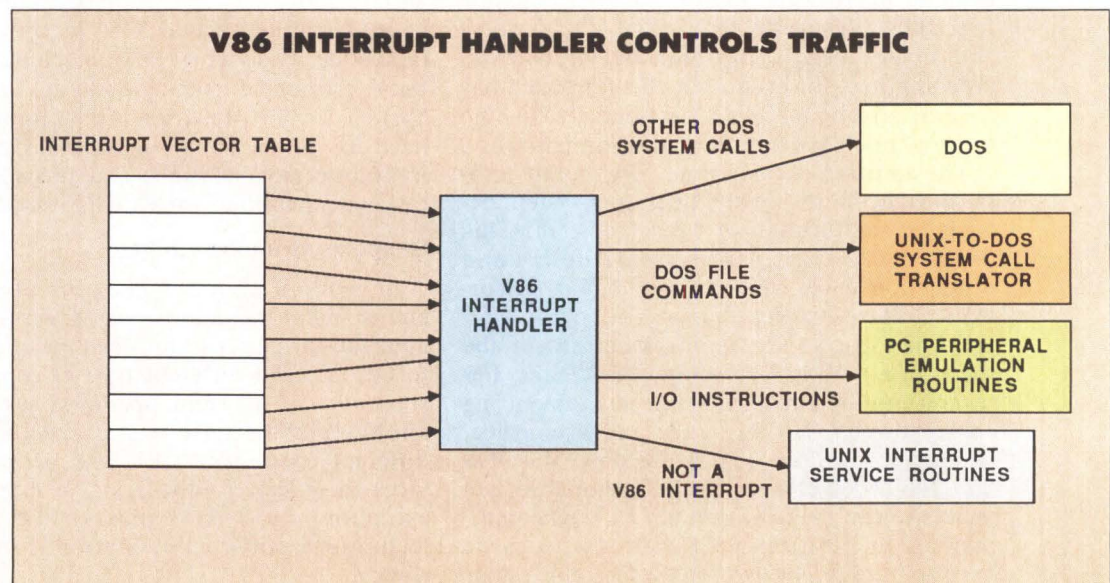 V86 INTERRUPT HANDLER CONTROLS TRAFFIC
INTERRUPT VECTOR TABLE
V86
INTERRUPT
HANDLER
OTHER DOS
SYSTEM CALLS
DOS
DOS FILE
COMMANDS
UNIX-TO-DOS
SYSTEM CALL
TRANSLATOR
I/O INSTRUCTIONS
PC PERIPHERAL
EMULATION
ROUTINES
NOT A
V86 INTERRUPT
UNIX INTERRUPT
SERVICE ROUTINES